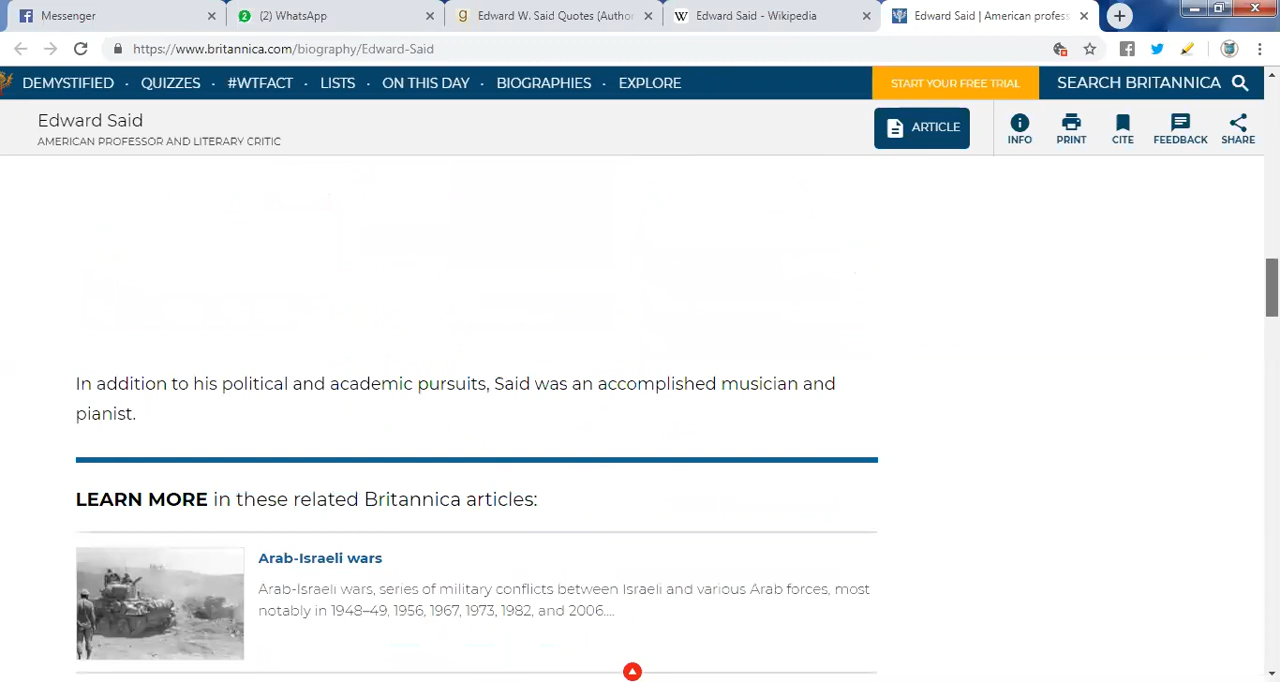 Messenger
2
(2) WhatsApp
g
Edward W. Said Quotes (Author
W
Edward Said - Wikipedia
Edward Said | American profess
https://www.britannica.com/biography/Edward-Said
DEMYSTIFIED · QUIZZES · #WTFACT · LISTS · ON THIS DAY · BIOGRAPHIES · EXPLORE
START YOUR FREE TRIAL
SEARCH BRITANNICA
Edward Said
AMERICAN PROFESSOR AND LITERARY CRITIC
ARTICLE
INFO
PRINT
CITE
FEEDBACK
SHARE
In addition to his political and academic pursuits, Said was an accomplished musician and
pianist.
LEARN MORE in these related Britannica articles:
Arab-Israeli wars
Arab-Israeli wars, series of military conflicts between Israeli and various Arab forces, most
notably in 1948–49, 1956, 1967, 1973, 1982, and 2006....